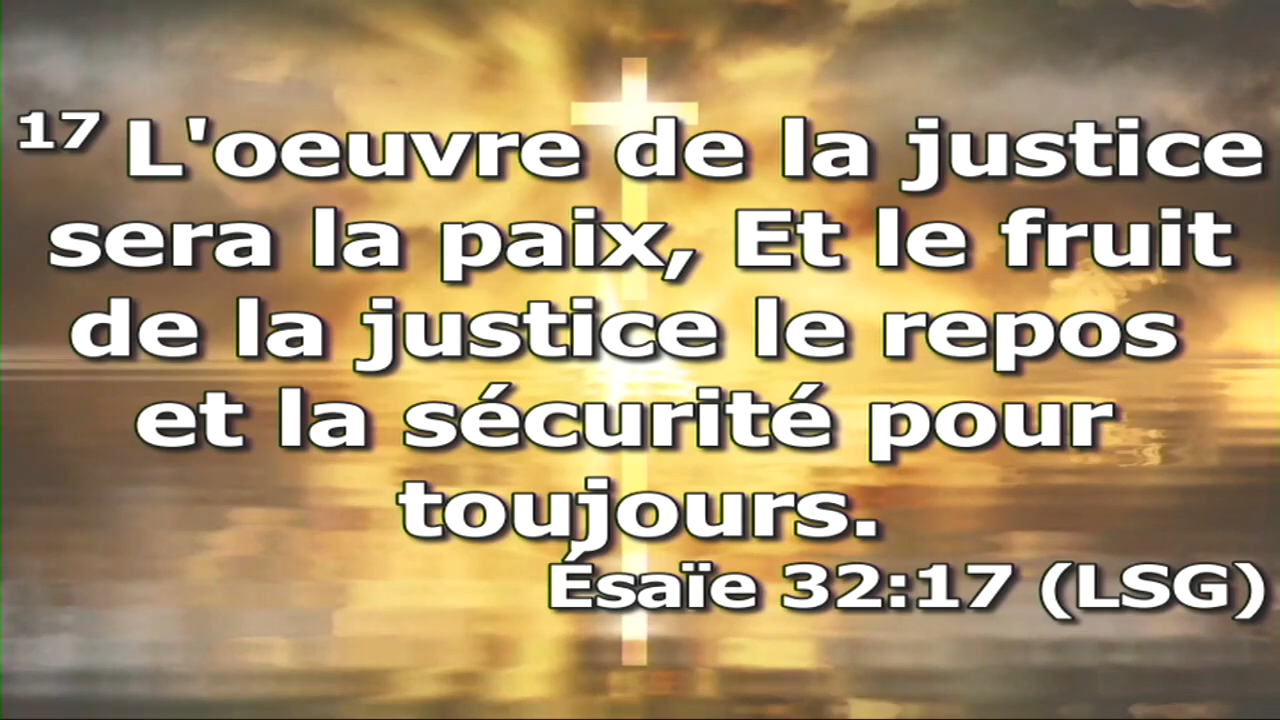 17 L'oeuvre de la justice
sera la paix, Et le fruit
de la justice le repos
et la sécurité pour
toujours.
Ésaïe 32:17 (LSG)